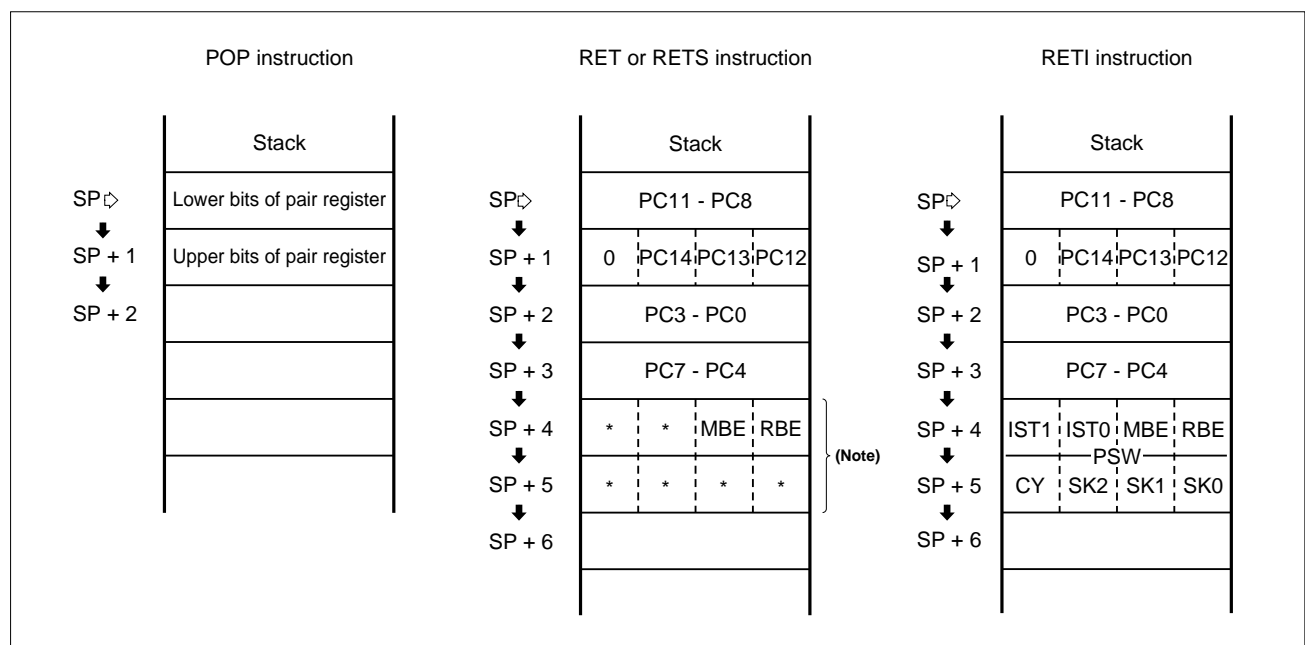 POP instruction
Stack
SP
Lower bits of pair register
SP + 1
Upper bits of pair register
SP + 2
RET or RETS instruction
Stack
SP
PC11 - PC8
SP + 1
0 PC14 PC13 PC12
SP + 2
PC3 - PC0
SP + 3
PC7 - PC4
SP + 4
* * MBE RBE
(Note)
SP + 5
* * * *
SP + 6
RETI instruction
Stack
SP
PC11 - PC8
SP + 1
0 PC14 PC13 PC12
SP + 2
PC3 - PC0
SP + 3
PC7 - PC4
SP + 4
IST1 IST0 MBE RBE
PSW
SP + 5
CY SK2 SK1 SK0
SP + 6